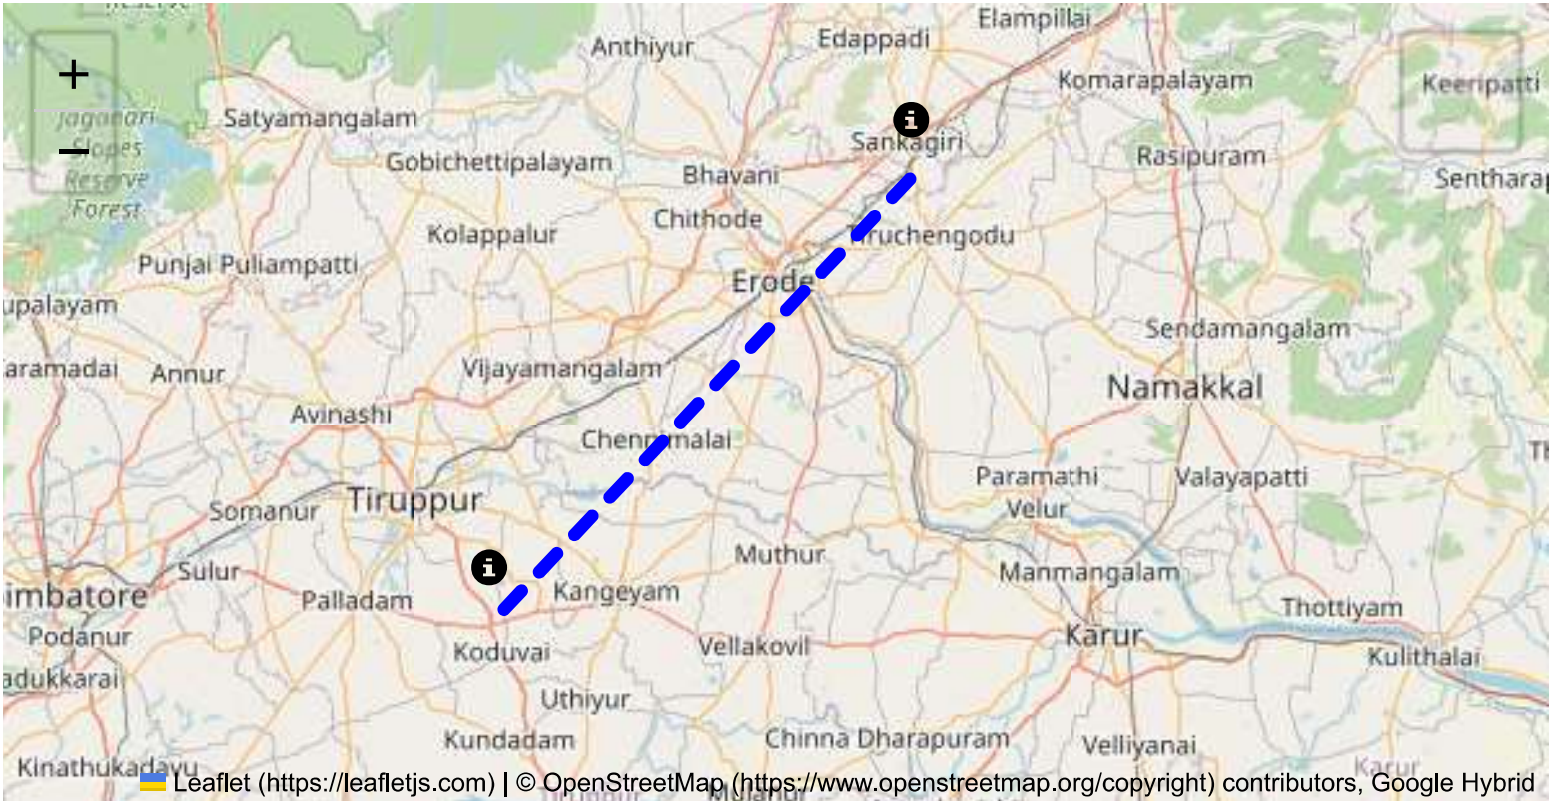 Elampillai
Anthiyur
Edappadi
+
Komarapalayam
Keeripatti
Satyamangalam
Sankagiri
Slopes
Reserve
Forest
Gobichettipalayam
Bhavani
Rasipuram
Chithode
Kolappalur
Tiruchengodu
Punjai Puliampatti
Erode
upalayam
Sendamangalam
aramadai
Annur
Vijayamangalam
Namakkal
Avinashi
Chennimalai
Paramathi
Velur
Valayapatti
Tiruppur
Somanur
Muthur
Sulur
Manmangalam
imbatore
Palladam
Kangeyam
Thottiyam
Podanur
Karur
Koduvai
Vellakovil
Kulithalai
adukkarai
Uthiyur
Kundadam
Chinna Dharapuram
Velliyanai
Kinathukadavu
Karur
Leaflet (https://leafletjs.com) | © OpenStreetMap (https://www.openstreetmap.org/copyright) contributors, Google Hybrid